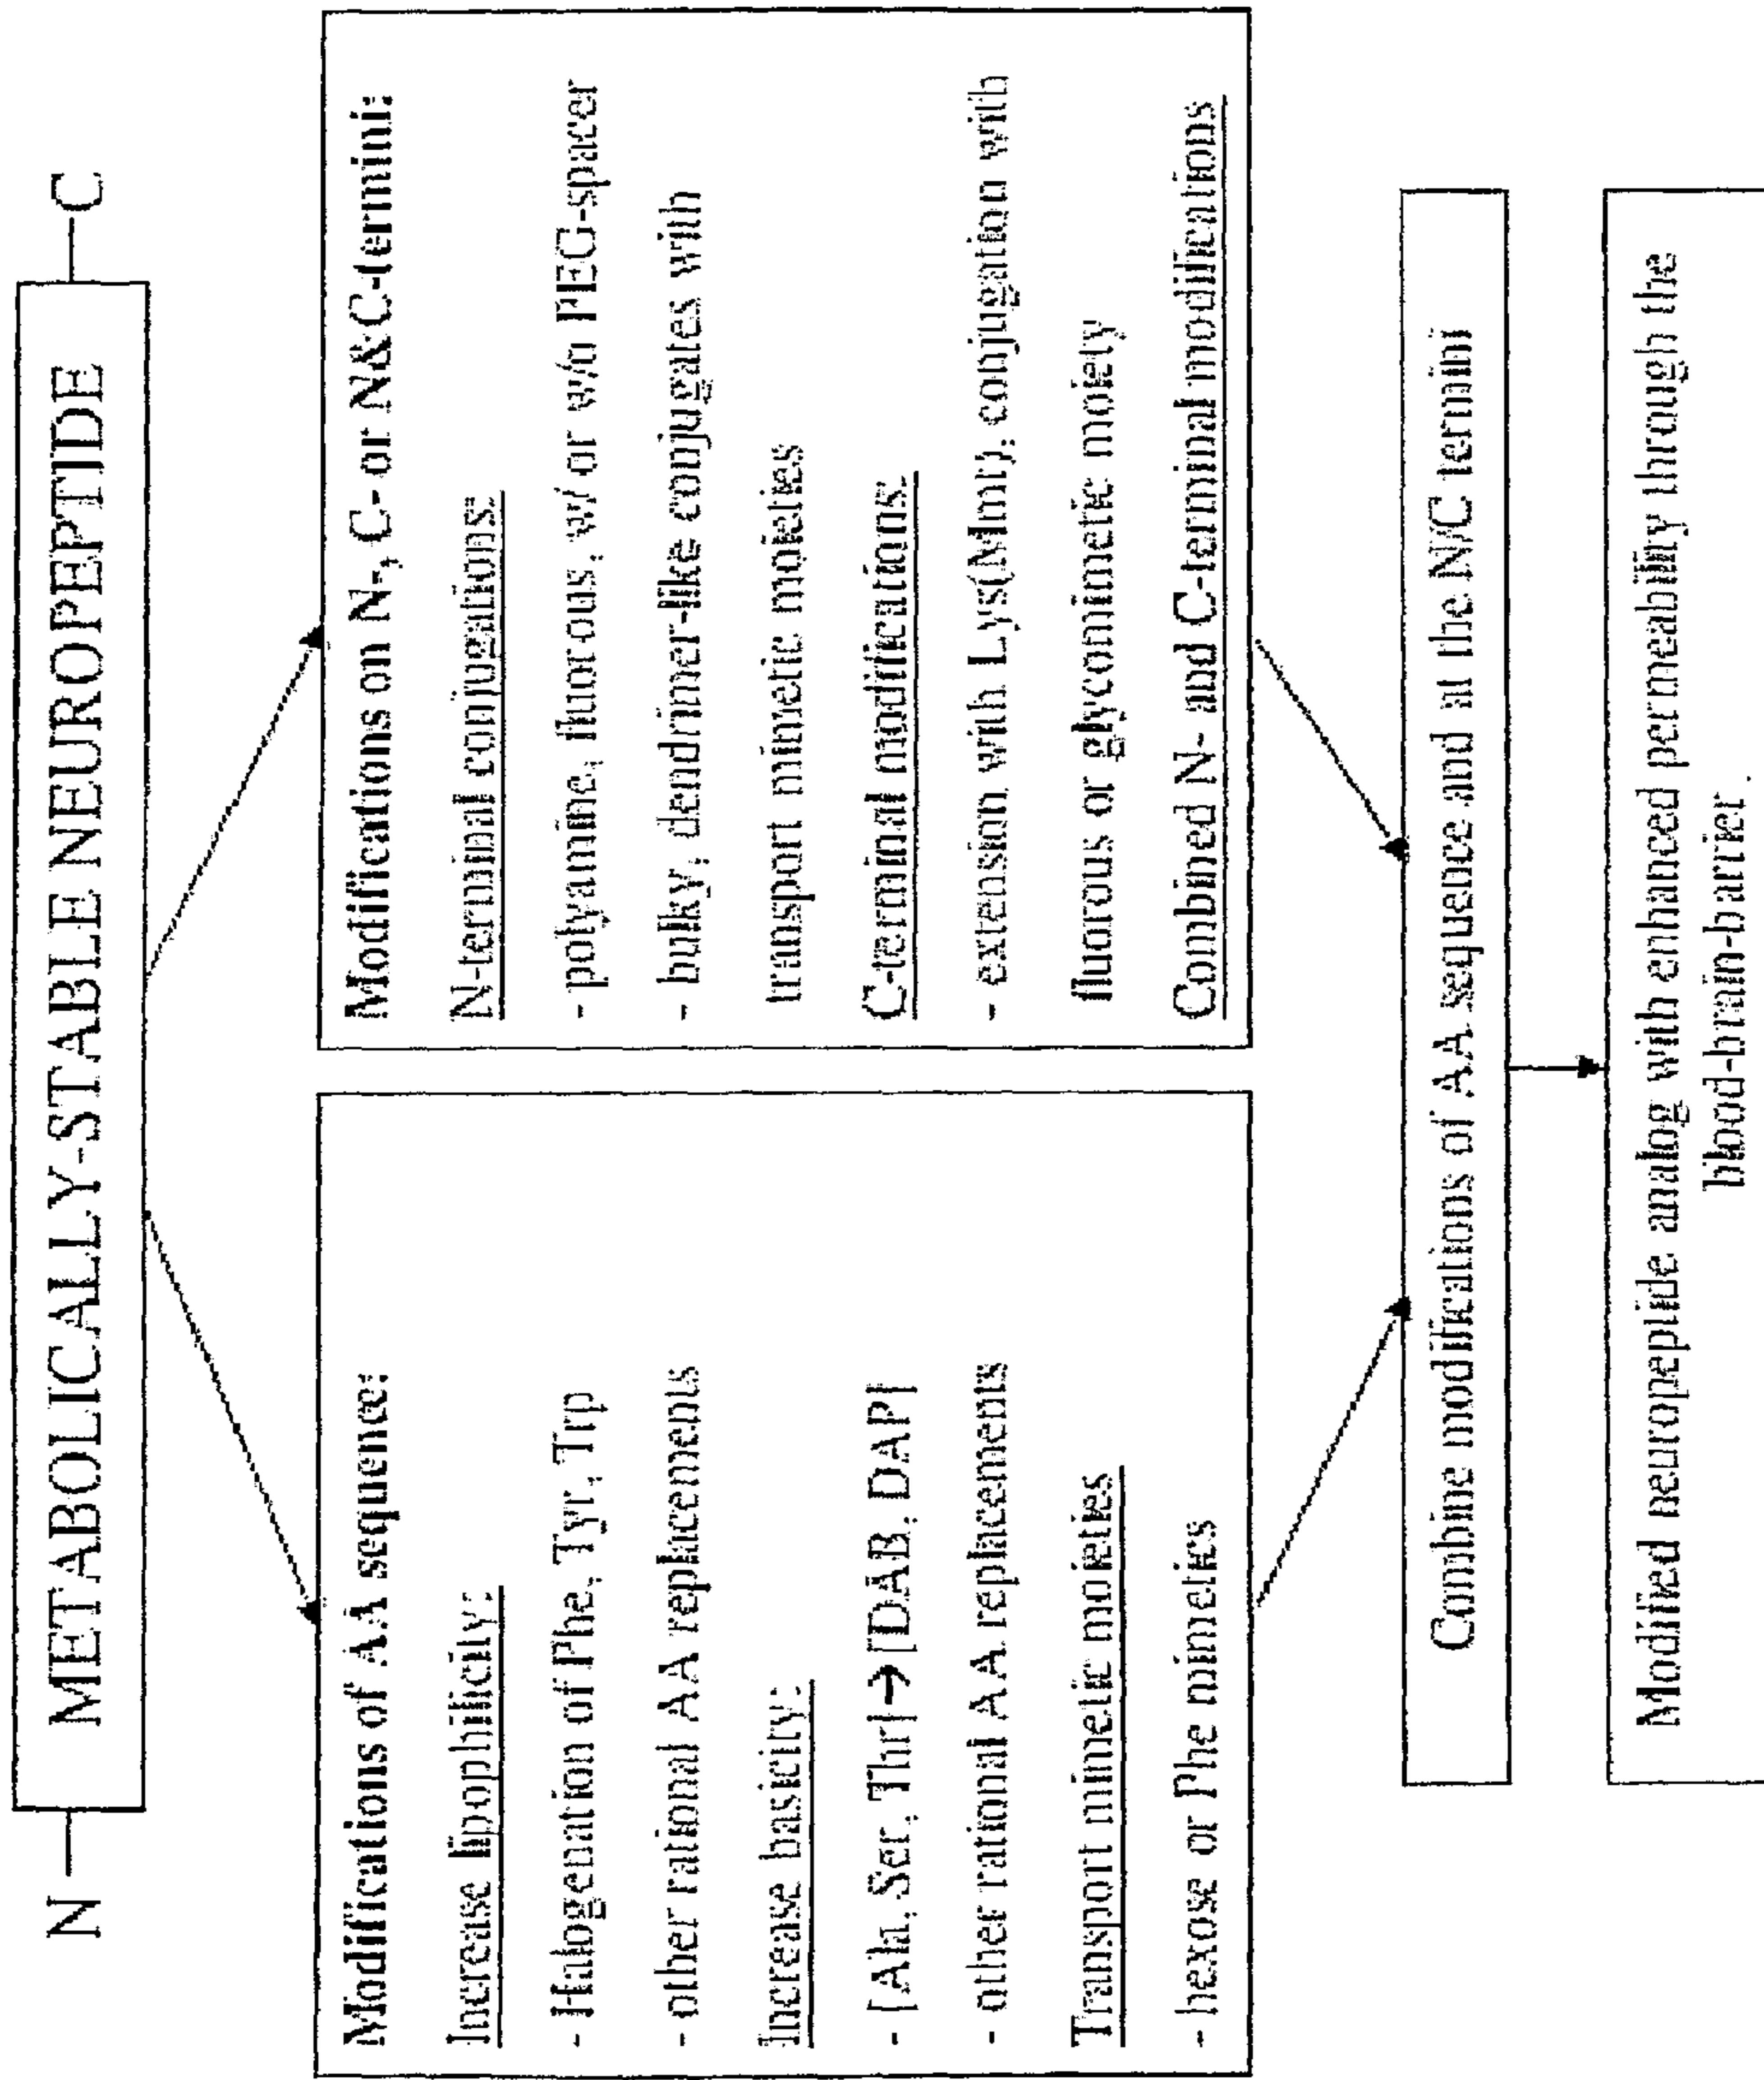 N — METABOLICALLY-STABLE NEUROPEPTIDE — C
Modifications of AA sequence:
Increase lipophilicity:
- Halogenation of Phe, Tyr, Trp
- other rational AA replacements
Increase basicity:
- [Ala, Ser, Thr]→[DAB, DAP]
- other rational AA replacements
Transport mimetic moieties
- hexose or Phe mimetics
Modifications on N-, C- or N&C-termini:
N-terminal conjugations:
- polyamine, fluorous, w/ or w/o PEG-spacer
- bulky, dendrimer-like conjugates with
transport mimetic moieties
C-terminal modifications:
- extension with Lys(Mmt), conjugation with
fluorous or glycomimetic moiety
Combined N- and C-terminal modifications
Combine modifications of AA sequence and at the N/C termini
Modified neuropeptide analog with enhanced permeability through the
blood-brain-barrier.